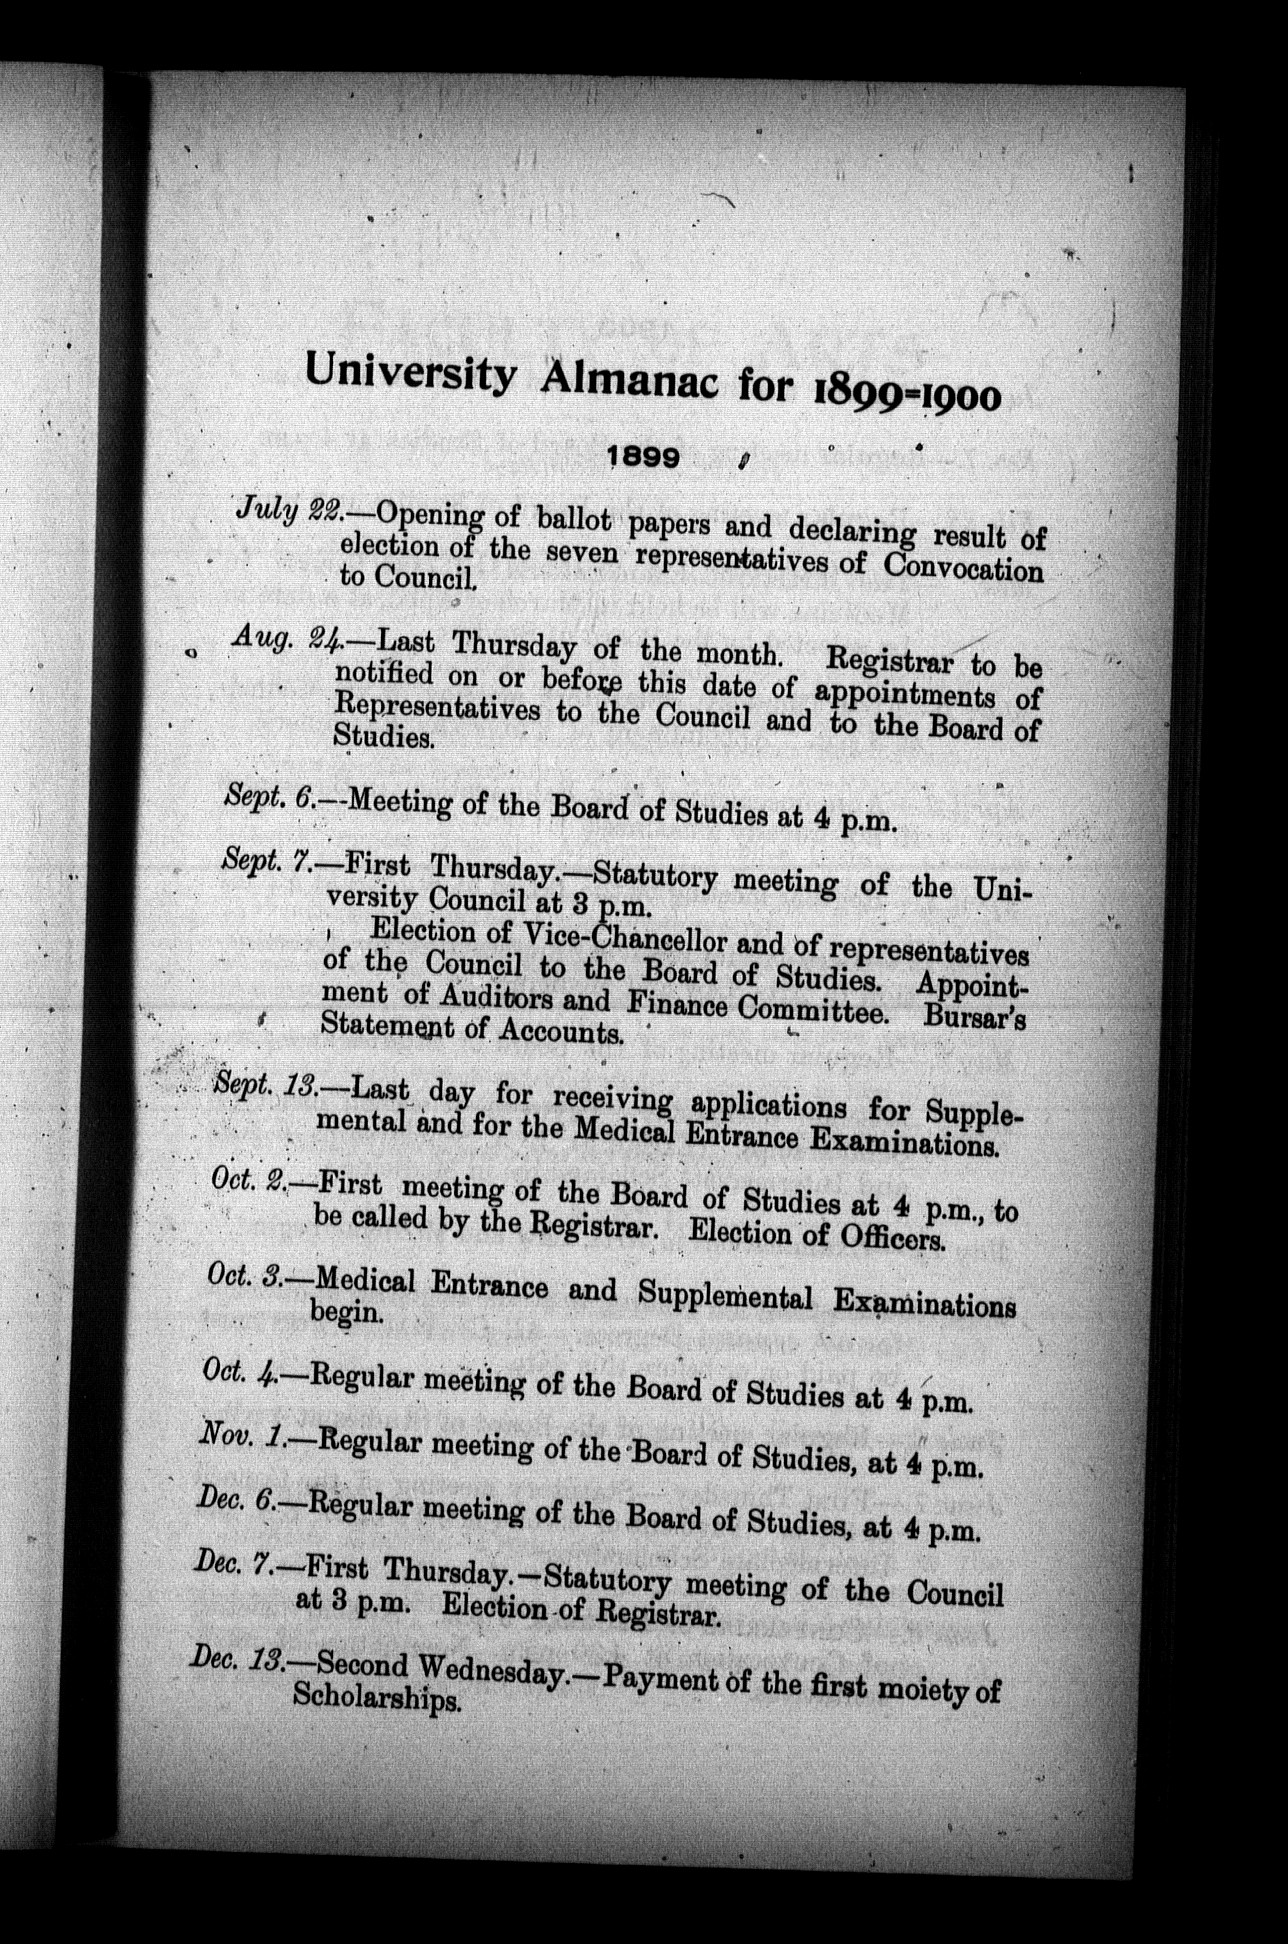 University Almanac for 1899-1900
1899
July 22.—Opening of ballot papers and declaring result of
election of the seven representatives of Convocation
to Council.
Aug. 24.—Last Thursday of the month. Registrar to be
notified on or before this date of appointments of
Representatives to the Council and to the Board of
Studies.
Sept. 6.—Meeting of the Board of Studies at 4 p.m.
Sept. 7.—First Thursday.—Statutory meeting of the Uni-
versity Council at 3 p.m.
Election of Vice-Chancellor and of representatives
of the Council to the Board of Studies. Appoint-
ment of Auditors and Finance Committee. Bursar's
Statement of Accounts.
Sept. 13.—Last day for receiving applications for Supple-
mental and for the Medical Entrance Examinations.
Oct. 2.—First meeting of the Board of Studies at 4 p.m., to
be called by the Registrar. Election of Officers.
Oct. 3.—Medical Entrance and Supplemental Examinations
begin.
Oct. 4.—Regular meeting of the Board of Studies at 4 p.m.
Nov. 1.—Regular meeting of the Board of Studies, at 4 p.m.
Dec. 6.—Regular meeting of the Board of Studies, at 4 p.m.
Dec. 7.—First Thursday.—Statutory meeting of the Council
at 3 p.m. Election of Registrar.
Dec. 13.—Second Wednesday.—Payment of the first moiety of
Scholarships.